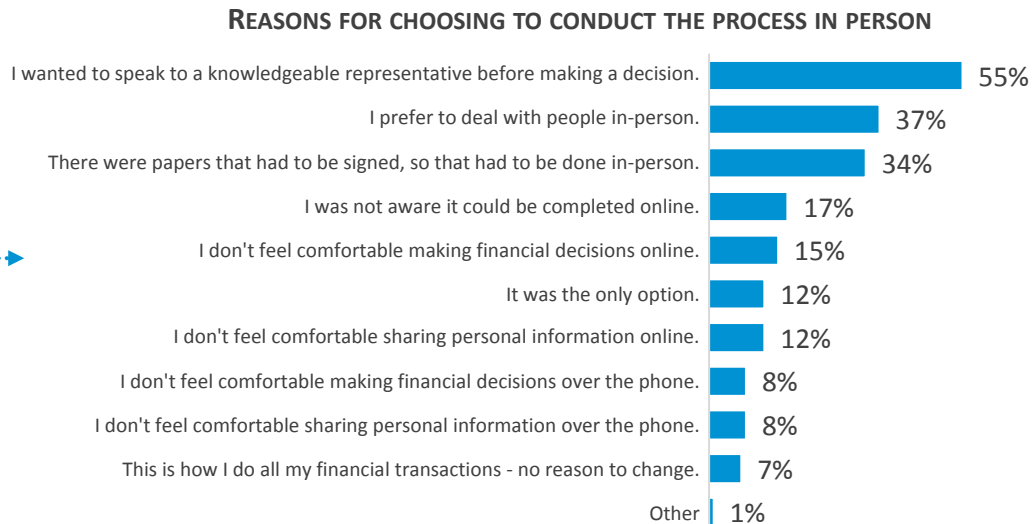 REASONS FOR CHOOSING TO CONDUCT THE PROCESS IN PERSON
I wanted to speak to a knowledgeable representative before making a decision. 55%
I prefer to deal with people in-person. 37%
There were papers that had to be signed, so that had to be done in-person. 34%
I was not aware it could be completed online. 17%
I don't feel comfortable making financial decisions online. 15%
It was the only option. 12%
I don't feel comfortable sharing personal information online. 12%
I don't feel comfortable making financial decisions over the phone. 8%
I don't feel comfortable sharing personal information over the phone. 8%
This is how I do all my financial transactions - no reason to change. 7%
Other 1%